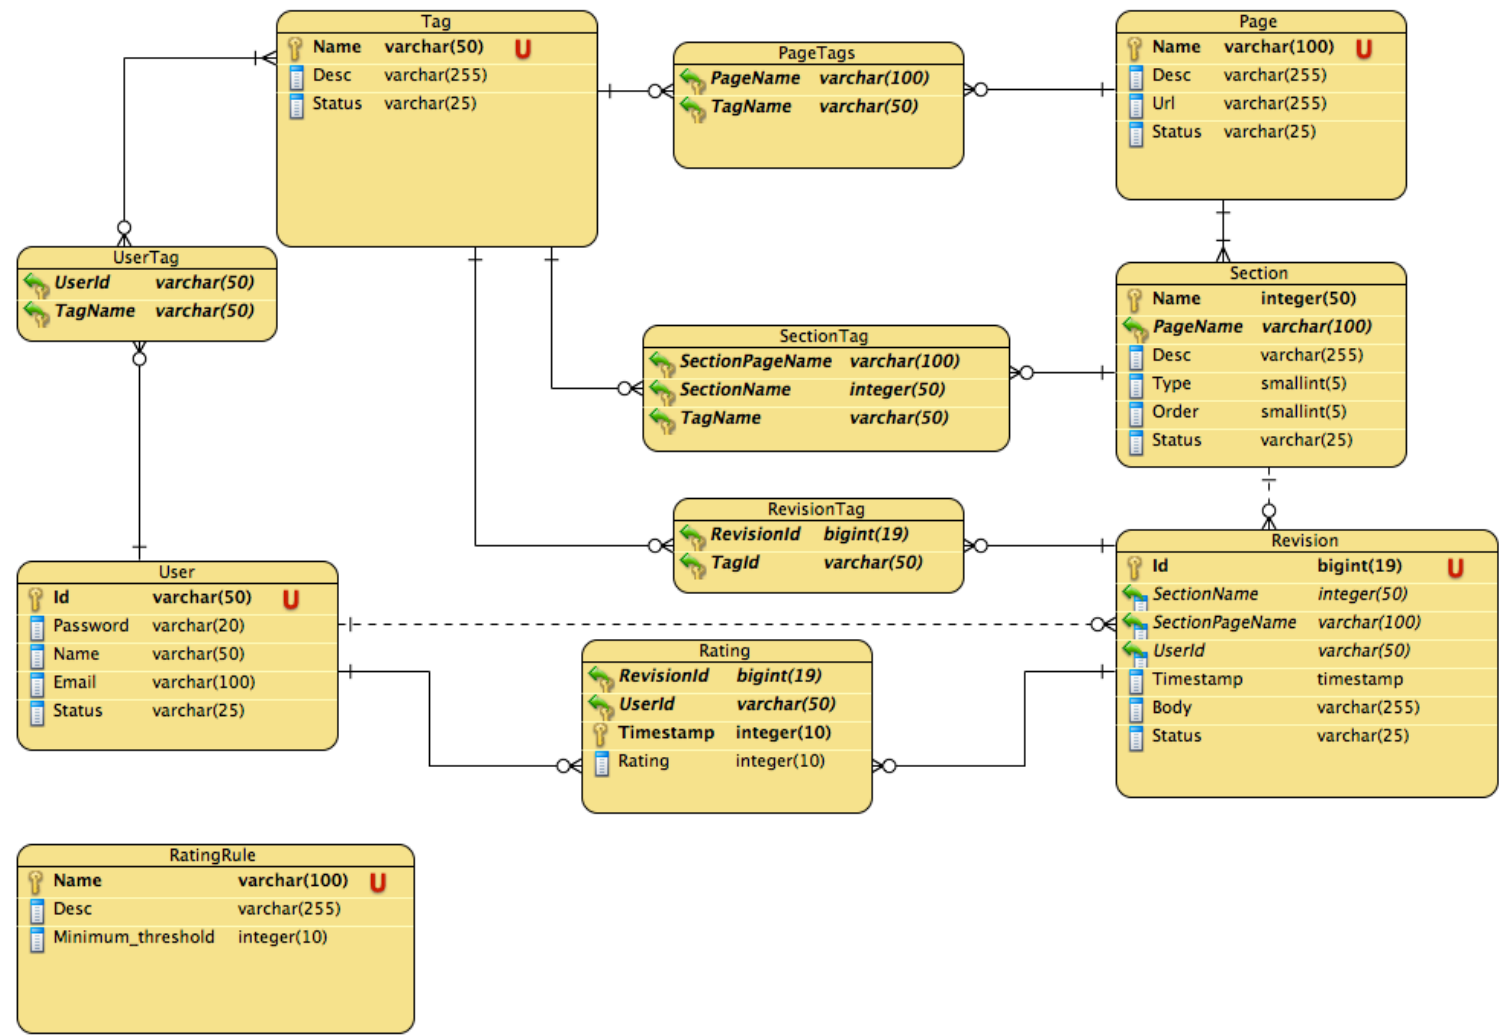 Tag
Name varchar(50) U
Desc varchar(255)
Status varchar(25)
PageTags
PageName varchar(100)
TagName varchar(50)
Page
Name varchar(100) U
Desc varchar(255)
Url varchar(255)
Status varchar(25)
UserTag
UserId varchar(50)
TagName varchar(50)
Section
Name integer(50)
PageName varchar(100)
Desc varchar(255)
Type smallint(5)
Order smallint(5)
Status varchar(25)
SectionTag
SectionPageName varchar(100)
SectionName integer(50)
TagName varchar(50)
RevisionTag
RevisionId bigint(19)
TagId varchar(50)
Revision
Id bigint(19) U
SectionName integer(50)
SectionPageName varchar(100)
UserId varchar(50)
Timestamp timestamp
Body varchar(255)
Status varchar(25)
User
Id varchar(50) U
Password varchar(20)
Name varchar(50)
Email varchar(100)
Status varchar(25)
Rating
RevisionId bigint(19)
UserId varchar(50)
Timestamp integer(10)
Rating integer(10)
RatingRule
Name varchar(100) U
Desc varchar(255)
Minimum_threshold integer(10)